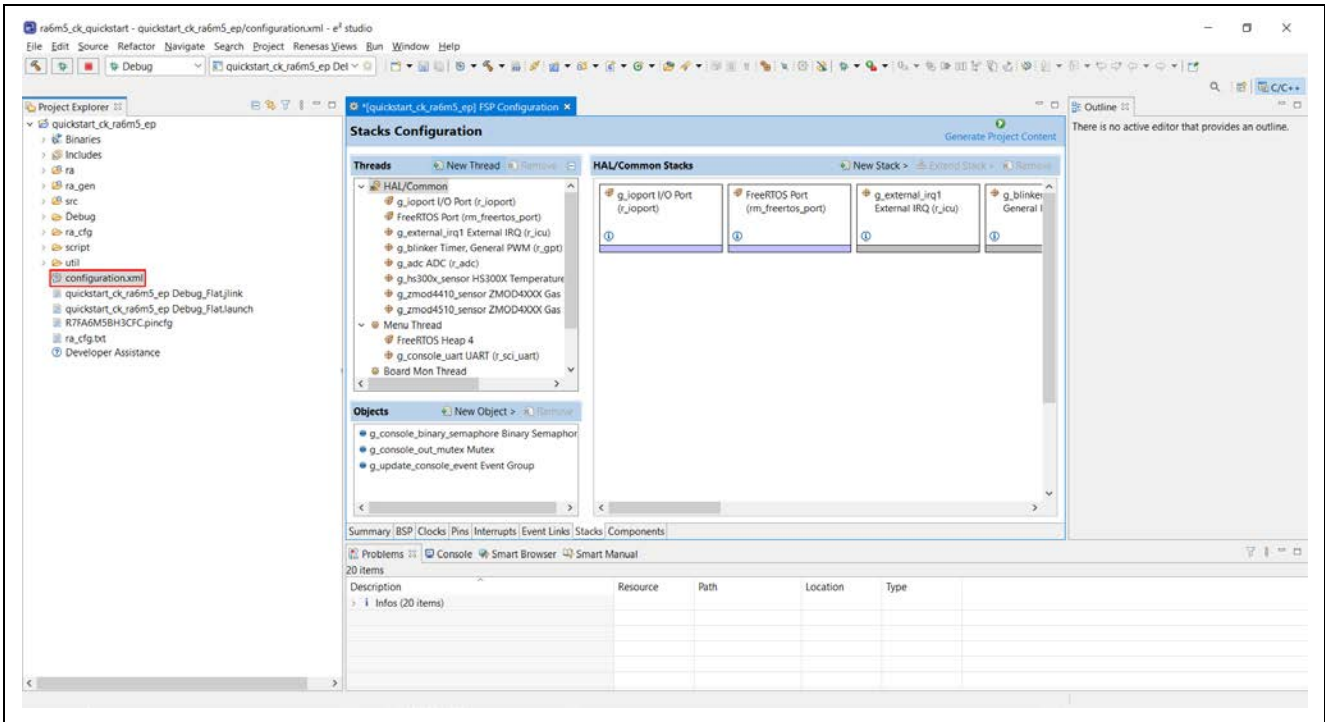 ra6m5_ck_quickstart - quickstart_ck_ra6m5_ep/configuration.xml - e² studio
File Edit Source Refactor Navigate Search Project Renesas Views Run Window Help
Debug
quickstart_ck_ra6m5_ep Del
C/C++
Project Explorer
quickstart_ck_ra6m5_ep
Binaries
Includes
ra
ra_gen
src
Debug
ra_cfg
script
util
configuration.xml
quickstart_ck_ra6m5_ep Debug_Flat.jlink
quickstart_ck_ra6m5_ep Debug_Flat.launch
R7FA6M5BH3CFC.pincfg
ra_cfg.txt
Developer Assistance
*[quickstart_ck_ra6m5_ep] FSP Configuration
Stacks Configuration
Generate Project Content
Threads
New Thread
Remove
HAL/Common
g_ioport I/O Port (r_ioport)
FreeRTOS Port (rm_freertos_port)
g_external_irq1 External IRQ (r_icu)
g_blinker Timer, General PWM (r_gpt)
g_adc ADC (r_adc)
g_hs300x_sensor HS300X Temperature
g_zmod4410_sensor ZMOD4XXX Gas
g_zmod4510_sensor ZMOD4XXX Gas
Menu Thread
FreeRTOS Heap 4
g_console_uart UART (r_sci_uart)
Board Mon Thread
Objects
New Object >
Remove
g_console_binary_semaphore Binary Semaphor
g_console_out_mutex Mutex
g_update_console_event Event Group
HAL/Common Stacks
New Stack >
Extend Stack >
Remove
g_ioport I/O Port
(r_ioport)
FreeRTOS Port
(rm_freertos_port)
g_external_irq1
External IRQ (r_icu)
g_blinker
General
Summary BSP Clocks Pins Interrupts Event Links Stacks Components
Outline
There is no active editor that provides an outline.
Problems Console Smart Browser Smart Manual
20 items
Description Resource Path Location Type
Infos (20 items)